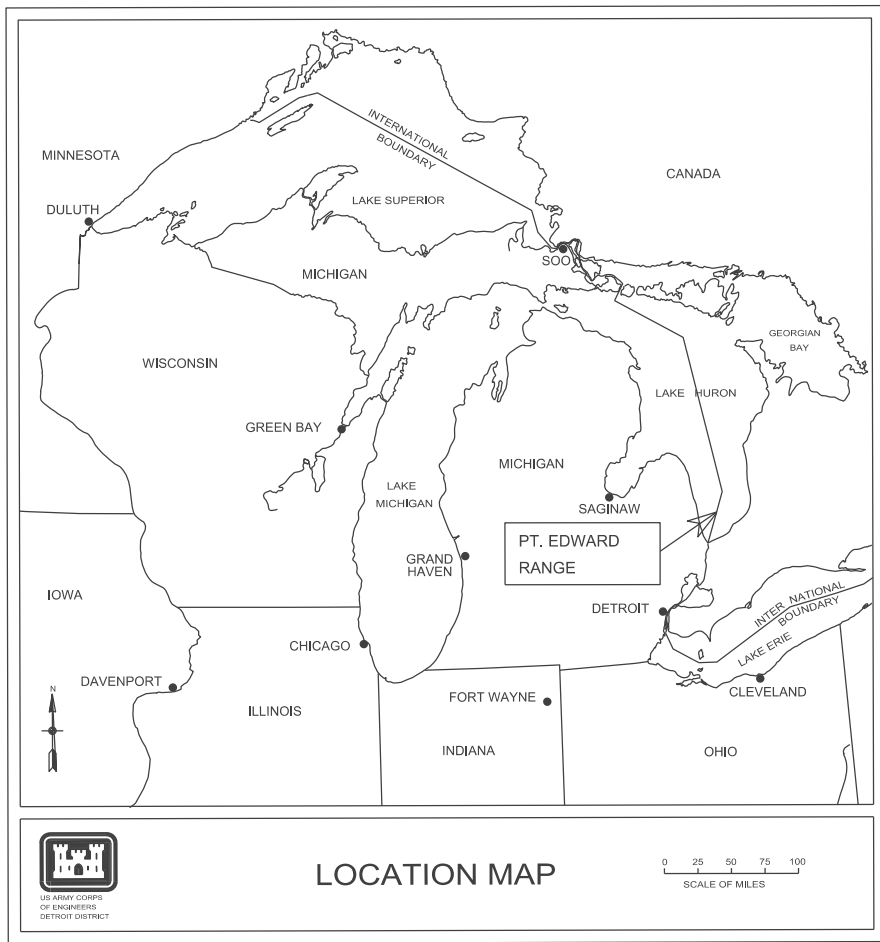 INTERNATIONAL
BOUNDARY
MINNESOTA
CANADA
LAKE SUPERIOR
DULUTH
SOO
MICHIGAN
GEORGIAN
BAY
WISCONSIN
LAKE HURON
GREEN BAY
MICHIGAN
LAKE
MICHIGAN
SAGINAW
PT. EDWARD
RANGE
GRAND
HAVEN
IOWA
DETROIT
INTER NATIONAL
BOUNDARY
LAKE ERIE
CHICAGO
DAVENPORT
CLEVELAND
N
FORT WAYNE
ILLINOIS
INDIANA
OHIO
US ARMY CORPS
OF ENGINEERS
DETROIT DISTRICT
LOCATION MAP
0 25 50 75 100
SCALE OF MILES